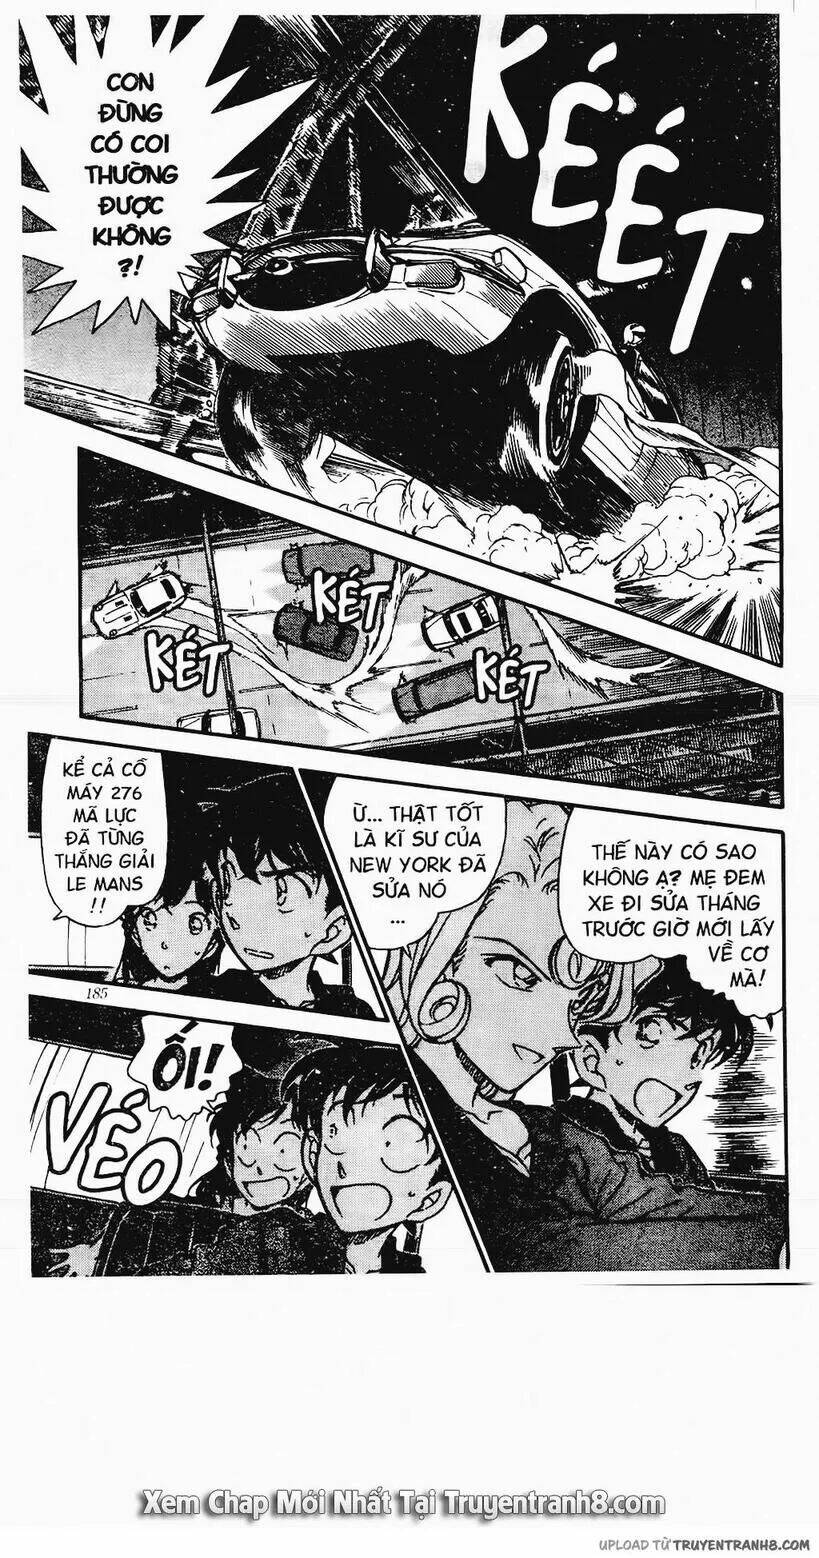 CON
ĐỪNG
CÓ COI
THƯỜNG
ĐƯỢC
KHÔNG
?!
KÉÉT
KÉT
KÉT
KÉT
THẾ NÀY CÓ SAO
KHÔNG Ạ? MẸ ĐEM
XE ĐI SỬA THÁNG
TRƯỚC GIỜ MỚI LẤY
VỀ CƠ
MÀ!
Ừ... THẬT TỐT
LÀ KĨ SƯ CỦA
NEW YORK ĐÃ
SỬA NÓ
...
KỂ CẢ CỖ
MÁY 276
MÃ LỰC
ĐÃ TỪNG
THẮNG GIẢI
LE MANS
!!
185
ỐI!
VÉO
Xem Chap Mới Nhất Tại Truyentranh8.com
UPLOAD TỪ TRUYENTRANH8.COM